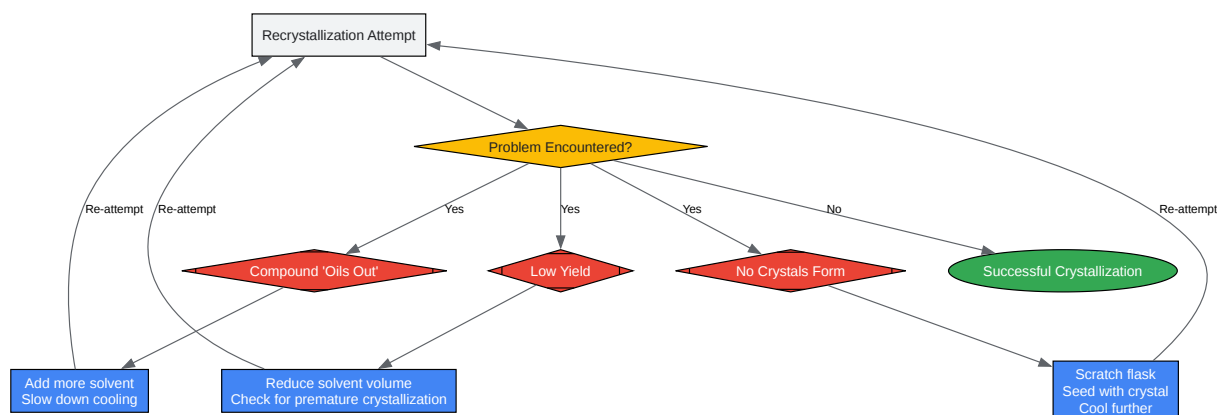 Recrystallization Attempt
Problem Encountered?
Re-attempt
Re-attempt
Yes
Yes
Yes
No
Re-attempt
Compound 'Oils Out'
Low Yield
No Crystals Form
Successful Crystallization
Add more solvent
Slow down cooling
Reduce solvent volume
Check for premature crystallization
Scratch flask
Seed with crystal
Cool further